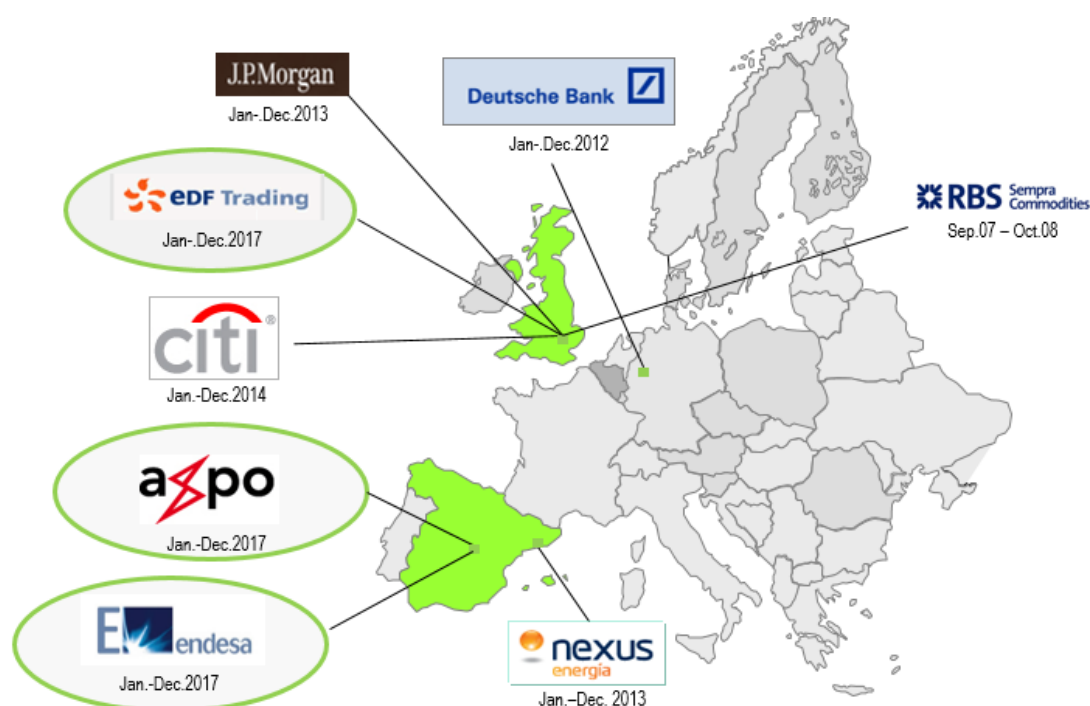 J.P.Morgan
Jan-.Dec.2013
Deutsche Bank
Jan-.Dec.2012
eDF Trading
Jan-.Dec.2017
RBS Sempra
Commodities
Sep.07 – Oct.08
citi®
Jan.-Dec.2014
axpo
Jan.-Dec.2017
endesa
Jan.-Dec.2017
nexus
energía
Jan.–Dec. 2013